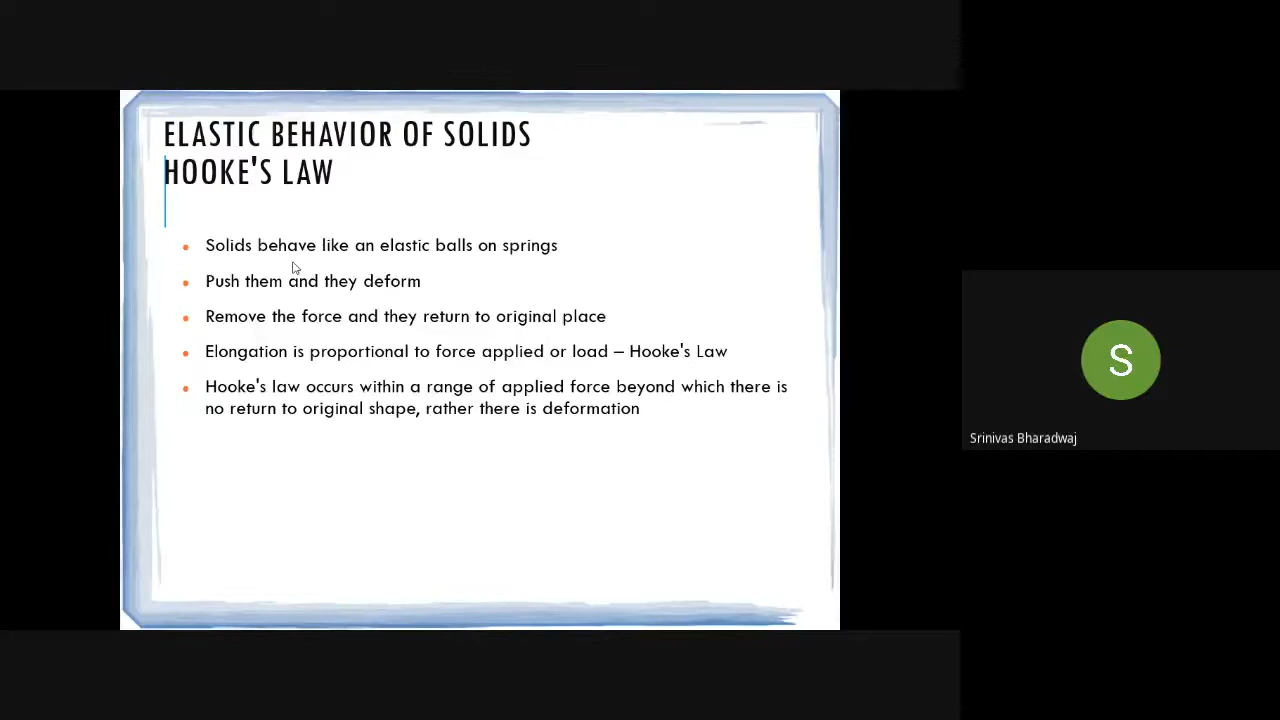 ELASTIC BEHAVIOR OF SOLIDS
HOOKE'S LAW
Solids behave like an elastic balls on springs
Push them and they deform
Remove the force and they return to original place
Elongation is proportional to force applied or load – Hooke's Law
Hooke's law occurs within a range of applied force beyond which there is
no return to original shape, rather there is deformation
S
Srinivas Bharadwaj